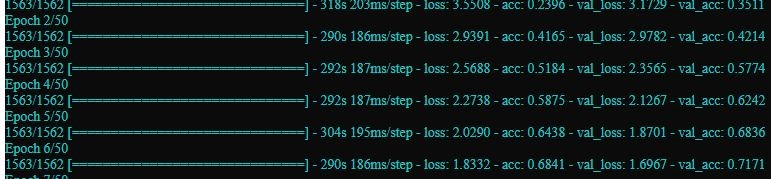 1563/1562 [==============================] - 318s 203ms/step - loss: 3.5508 - acc: 0.2396 - val_loss: 3.1729 - val_acc: 0.3511
Epoch 2/50
1563/1562 [==============================] - 290s 186ms/step - loss: 2.9391 - acc: 0.4165 - val_loss: 2.9782 - val_acc: 0.4214
Epoch 3/50
1563/1562 [==============================] - 292s 187ms/step - loss: 2.5688 - acc: 0.5184 - val_loss: 2.3565 - val_acc: 0.5774
Epoch 4/50
1563/1562 [==============================] - 292s 187ms/step - loss: 2.2738 - acc: 0.5875 - val_loss: 2.1267 - val_acc: 0.6242
Epoch 5/50
1563/1562 [==============================] - 304s 195ms/step - loss: 2.0290 - acc: 0.6438 - val_loss: 1.8701 - val_acc: 0.6836
Epoch 6/50
1563/1562 [==============================] - 290s 186ms/step - loss: 1.8332 - acc: 0.6841 - val_loss: 1.6967 - val_acc: 0.7171
Epoch 7/50